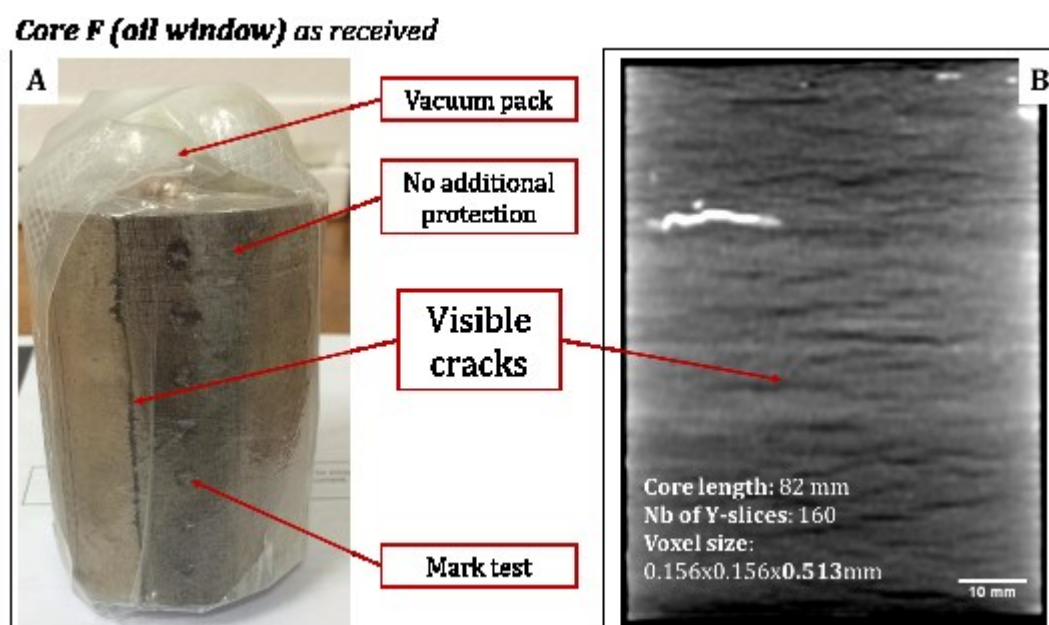 Core F (oil window) as received
A
Vacuum pack
No additional
protection
Visible
cracks
Mark test
B
Core length: 82 mm
Nb of Y-slices: 160
Voxel size:
0.156x0.156x0.513mm
10 mm